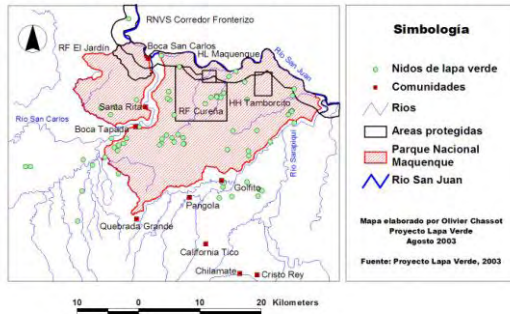 RNVS Corredor Fronterizo
RF El Jardín
Boca San Carlos
HL Maquenque
Río San Juan
Santa Rita
RF Cureña
HH Tamborcito
Río San Carlos
Boca Tapada
Río Sarapiquí
Golfito
Pangola
Quebrada Grande
California Tico
Chilamate
Cristo Rey
10 0 10 20 Kilometers
Simbología
Nidos de lapa verde
Comunidades
Rios
Areas protegidas
Parque Nacional
Maquenque
Rio San Juan
Mapa elaborado por Olivier Chassot
Proyecto Lapa Verde
Agosto 2003
Fuente: Proyecto Lapa Verde, 2003